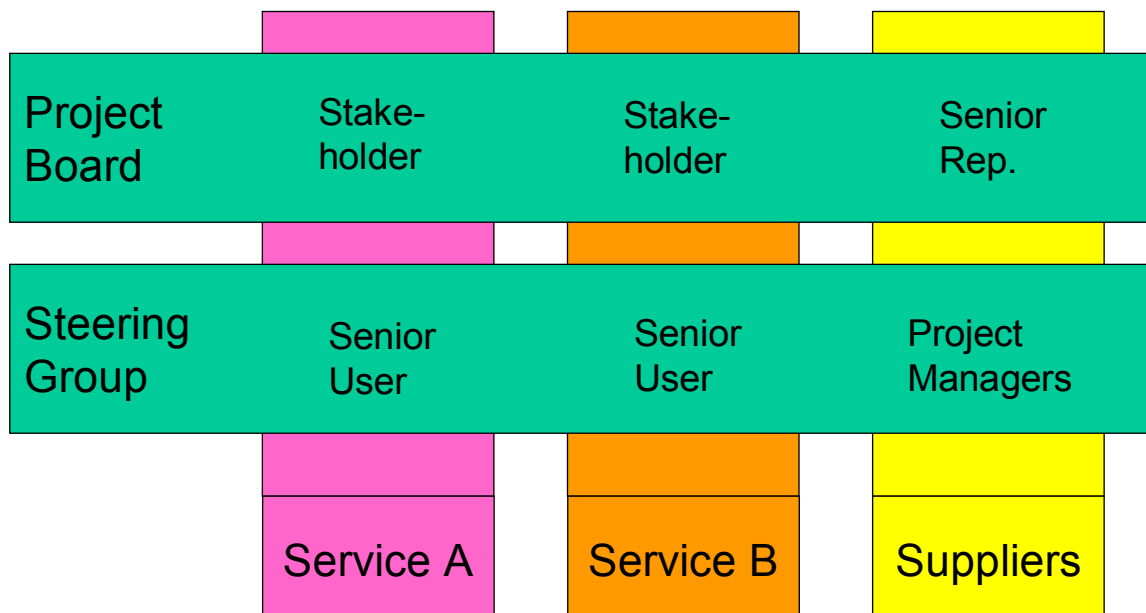 Project
Board
Stake-
holder
Stake-
holder
Senior
Rep.
Steering
Group
Senior
User
Senior
User
Project
Managers
Service A
Service B
Suppliers